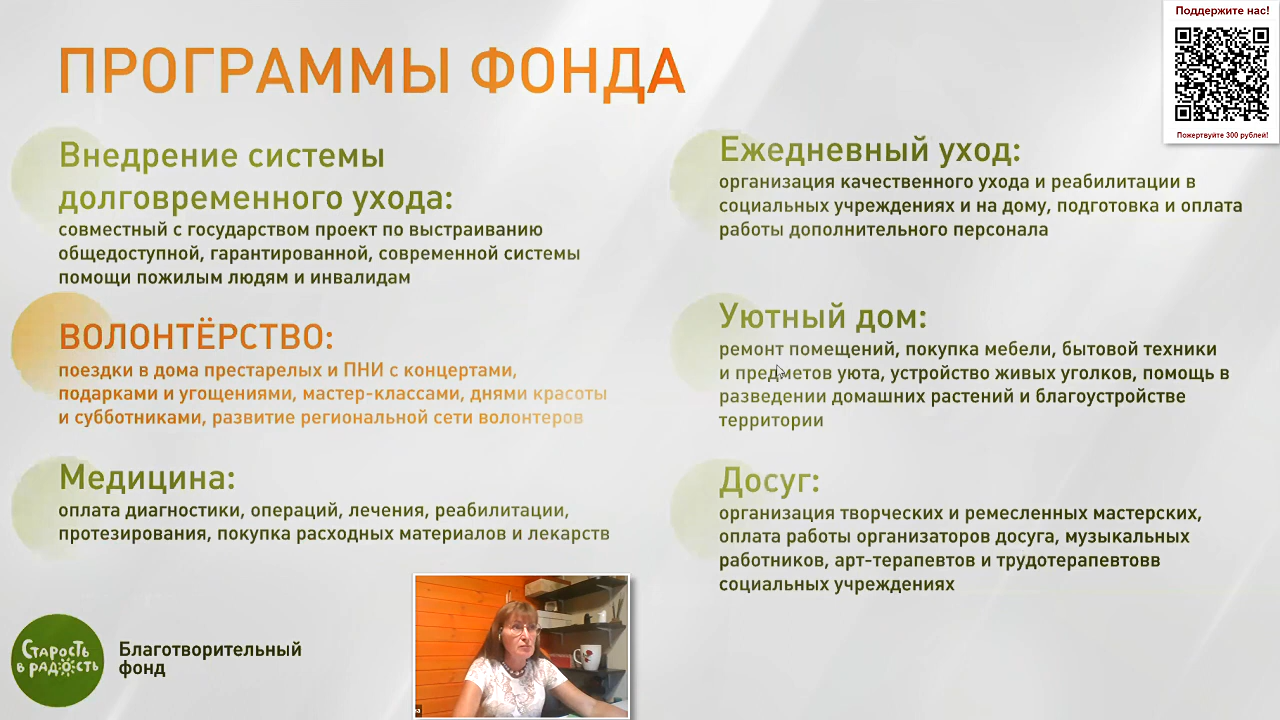 ПРОГРАММЫ ФОНДА
Поддержите нас!
Пожертвуйте 300 рублей!
Внедрение системы
долговременного ухода:
совместный с государством проект по выстраиванию
общедоступной, гарантированной, современной системы
помощи пожилым людям и инвалидам
ВОЛОНТЁРСТВО:
поездки в дома престарелых и ПНИ с концертами,
подарками и угощениями, мастер-классами, днями красоты
и субботниками, развитие региональной сети волонтеров
Медицина:
оплата диагностики, операций, лечения, реабилитации,
протезирования, покупка расходных материалов и лекарств
Ежедневный уход:
организация качественного ухода и реабилитации в
социальных учреждениях и на дому, подготовка и оплата
работы дополнительного персонала
Уютный дом:
ремонт помещений, покупка мебели, бытовой техники
и предметов уюта, устройство живых уголков, помощь в
разведении домашних растений и благоустройстве
территории
Досуг:
организация творческих и ремесленных мастерских,
оплата работы организаторов досуга, музыкальных
работников, арт-терапевтов и трудотерапевтовв
социальных учреждениях
Старость
в радость
Благотворительный
фонд